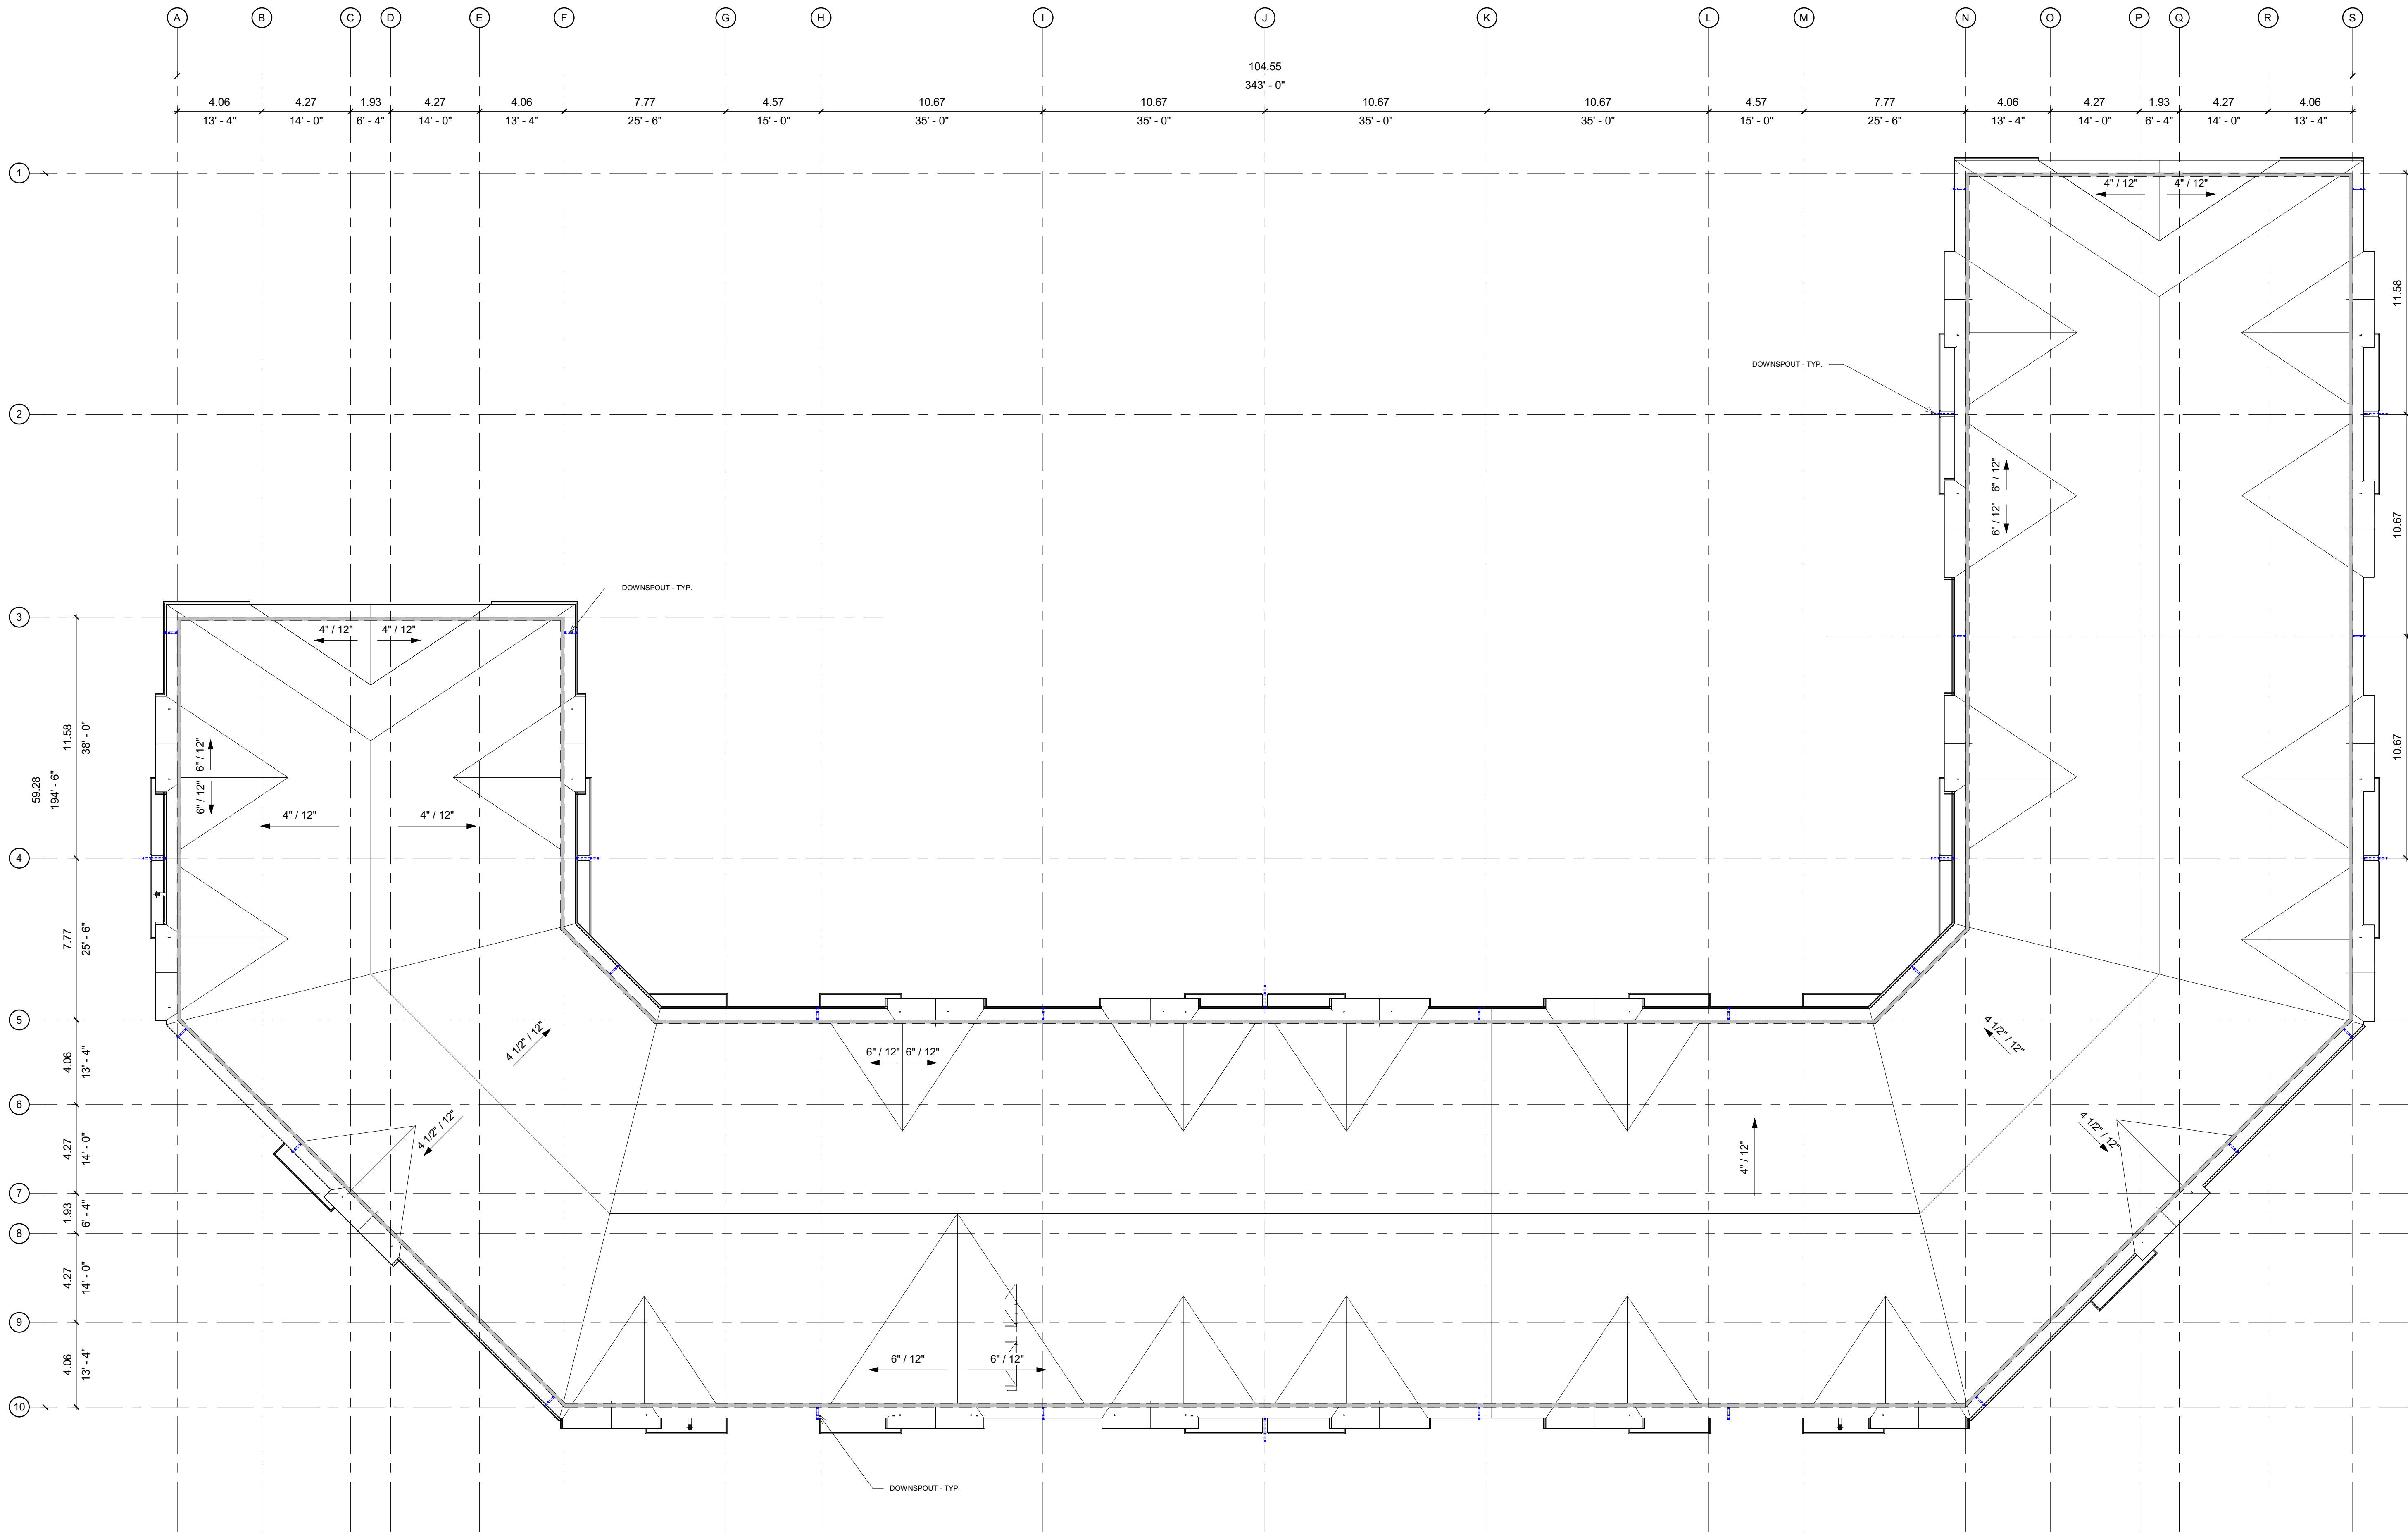 A B C D E F G H I J K L M N O P Q R S
104.55
343' - 0"
4.06 4.27 1.93 4.27 4.06 7.77 4.57 10.67 10.67 10.67 10.67 4.57 7.77 4.06 4.27 1.93 4.27 4.06
13' - 4" 14' - 0" 6' - 4" 14' - 0" 13' - 4" 25' - 6" 15' - 0" 35' - 0" 35' - 0" 35' - 0" 35' - 0" 15' - 0" 25' - 6" 13' - 4" 14' - 0" 6' - 4" 14' - 0" 13' - 4"
1
4" / 12" 4" / 12"
11.58
DOWNSPOUT - TYP.
2
6" / 12"
6" / 12"
10.67
DOWNSPOUT - TYP.
3
4" / 12" 4" / 12"
11.58
38' - 0"
6" / 12"
6" / 12"
10.67
59.28
194' - 6"
4" / 12" 4" / 12"
4
7.77
25' - 6"
5
4 1/2" / 12"
4 1/2" / 12"
4.06
13' - 4"
6" / 12" 6" / 12"
6
4 1/2" / 12"
4 1/2" / 12"
4.27
14' - 0"
4" / 12"
7
1.93
6' - 4"
8
4.27
14' - 0"
9
4.06
13' - 4"
6" / 12" 6" / 12"
10
DOWNSPOUT - TYP.